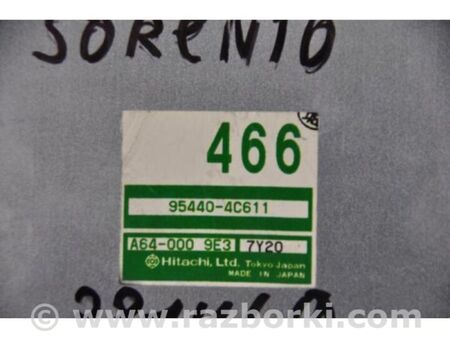 SORENTO
466
95440-4C611
A64-000 9E3 7Y20
Hitachi, Ltd. Tokyo Japan
MADE IN JAPAN
© www.razborki.com